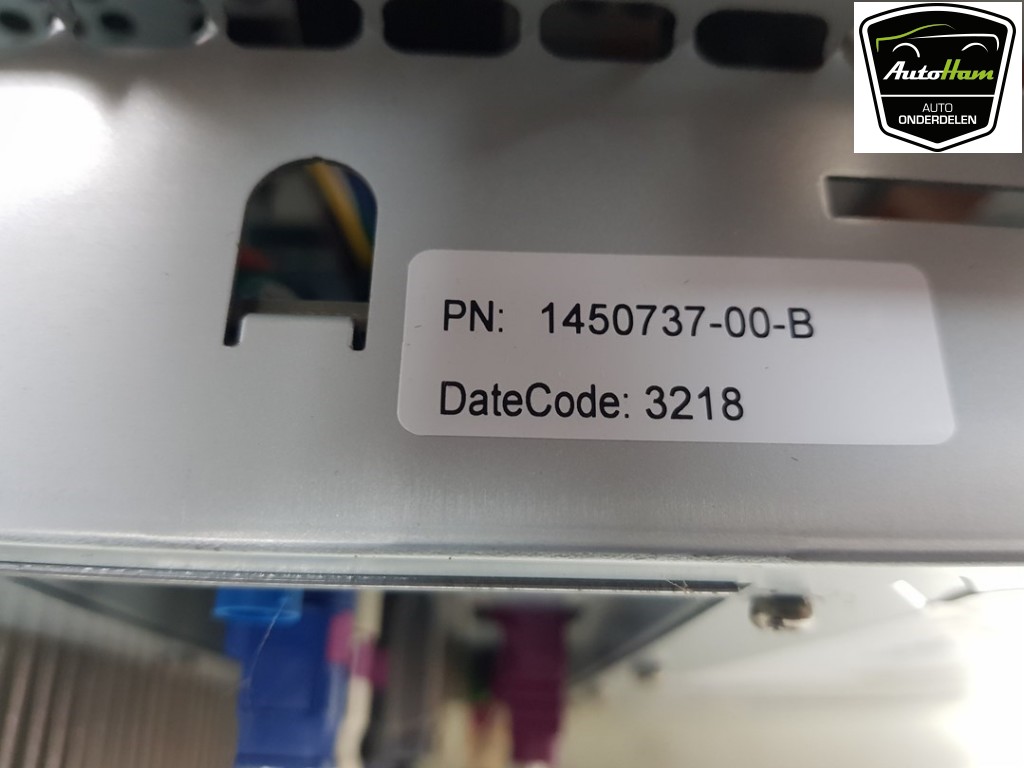 AutoHam
AUTO
ONDERDELEN
PN: 1450737-00-B
DateCode: 3218